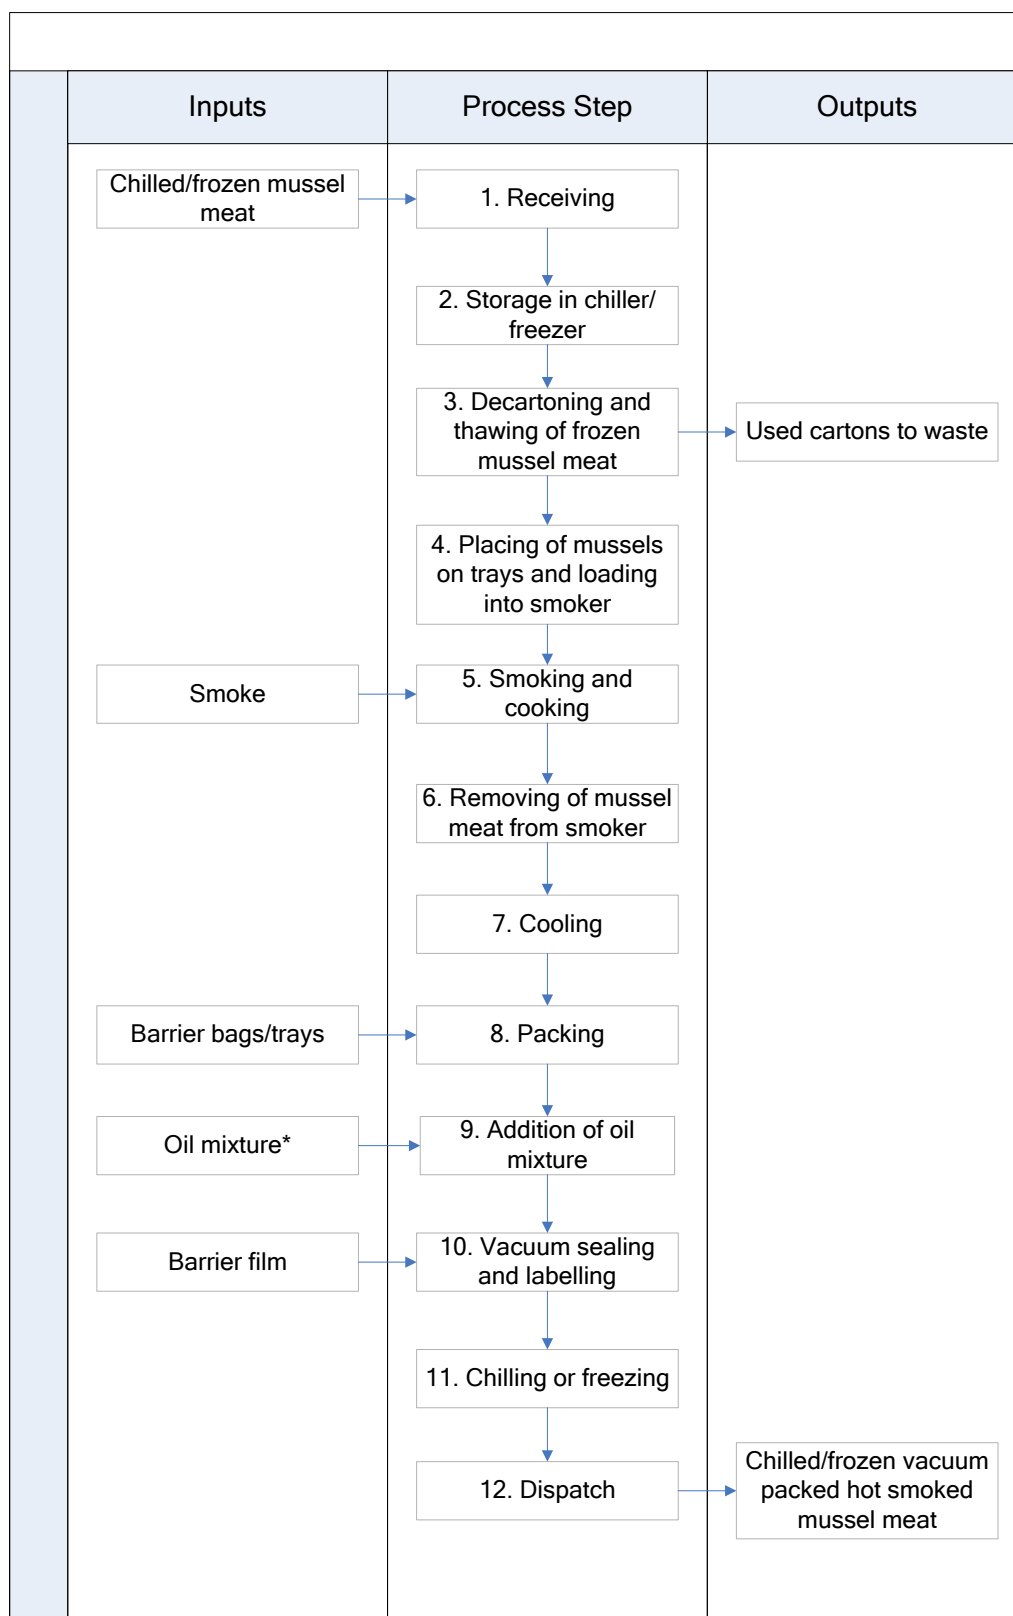 Inputs
Process Step
Outputs
Chilled/frozen mussel
meat
1. Receiving
2. Storage in chiller/
freezer
3. Decartoning and
thawing of frozen
mussel meat
Used cartons to waste
4. Placing of mussels
on trays and loading
into smoker
Smoke
5. Smoking and
cooking
6. Removing of mussel
meat from smoker
7. Cooling
Barrier bags/trays
8. Packing
Oil mixture*
9. Addition of oil
mixture
Barrier film
10. Vacuum sealing
and labelling
11. Chilling or freezing
12. Dispatch
Chilled/frozen vacuum
packed hot smoked
mussel meat